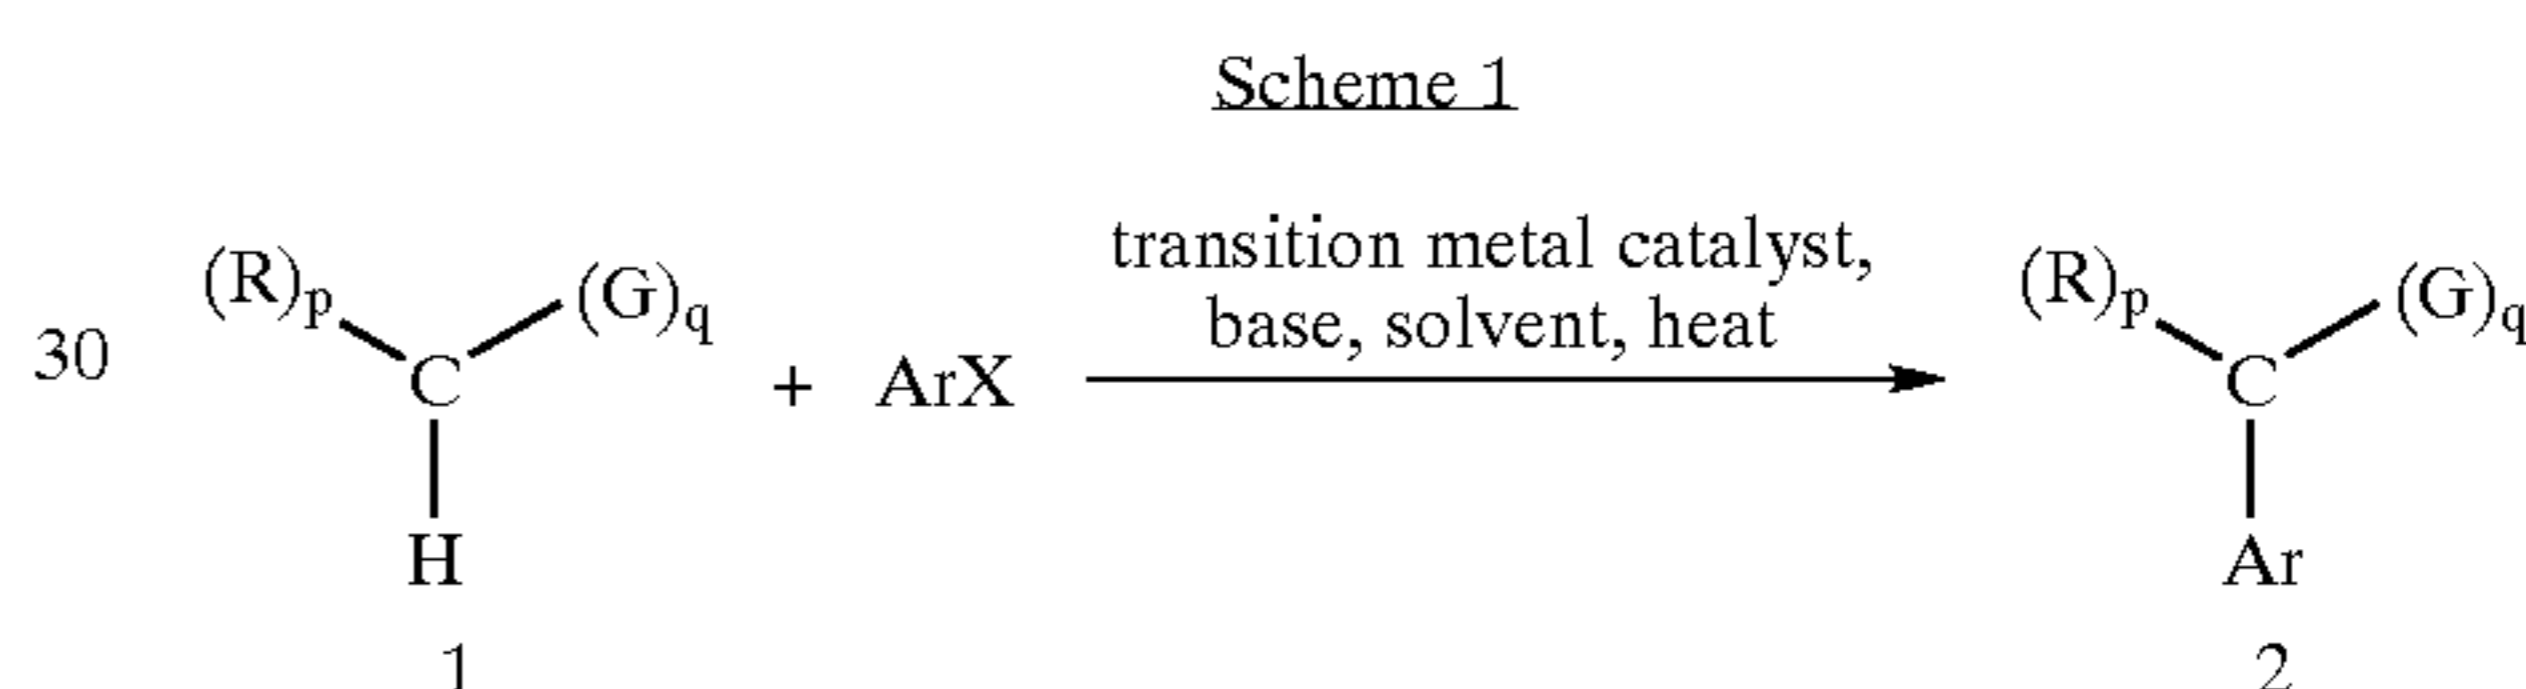 Scheme 1
transition metal catalyst,
base, solvent, heat
30
(R)p
(G)q
C
H
1
+ ArX
(R)p
(G)q
C
Ar
2